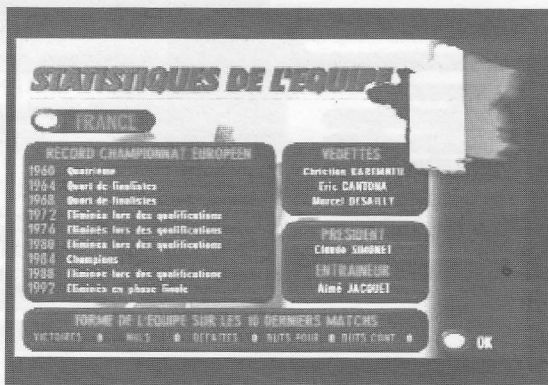 STATISTIQUES DE L'EQUIPE
FRANCE
RECORD CHAMPIONNAT EUROPEEN
1960 Quatrième
1964 Quart de finalistes
1968 Quart de finalistes
1972 Eliminés lors des qualifications
1976 Eliminés lors des qualifications
1980 Eliminés lors des qualifications
1984 Champions
1988 Eliminés lors des qualifications
1992 Eliminés en phase finale
VEDETTES
Christian KAREMBEU
Eric CANTONA
Marcel DESAILLY
PRESIDENT
Claude SIMONET
ENTRAINEUR
Aimé JACQUET
FORME DE L'EQUIPE SUR LES 10 DERNIERS MATCHS
VICTOIRES 0 NULS 0 DEFAITES 0 BUTS POUR 0 BUTS CONT 0
OK